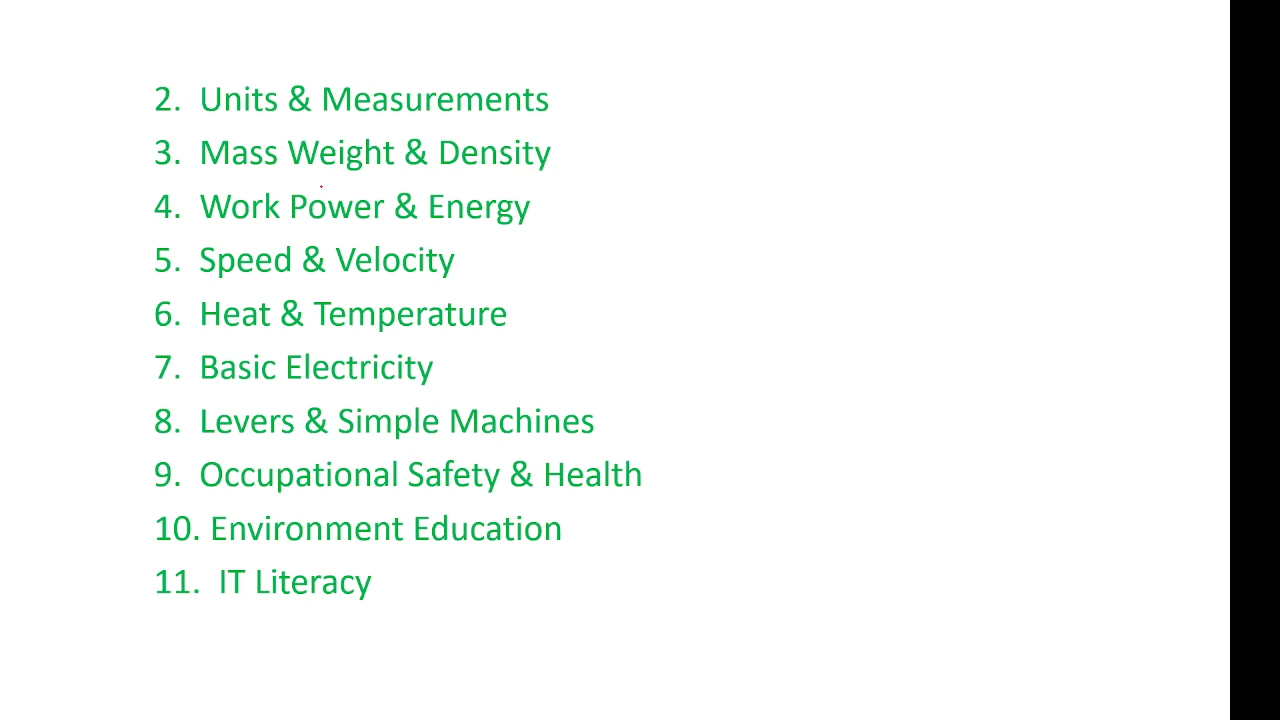 2. Units & Measurements
3. Mass Weight & Density
4. Work Power & Energy
5. Speed & Velocity
6. Heat & Temperature
7. Basic Electricity
8. Levers & Simple Machines
9. Occupational Safety & Health
10. Environment Education
11. IT Literacy